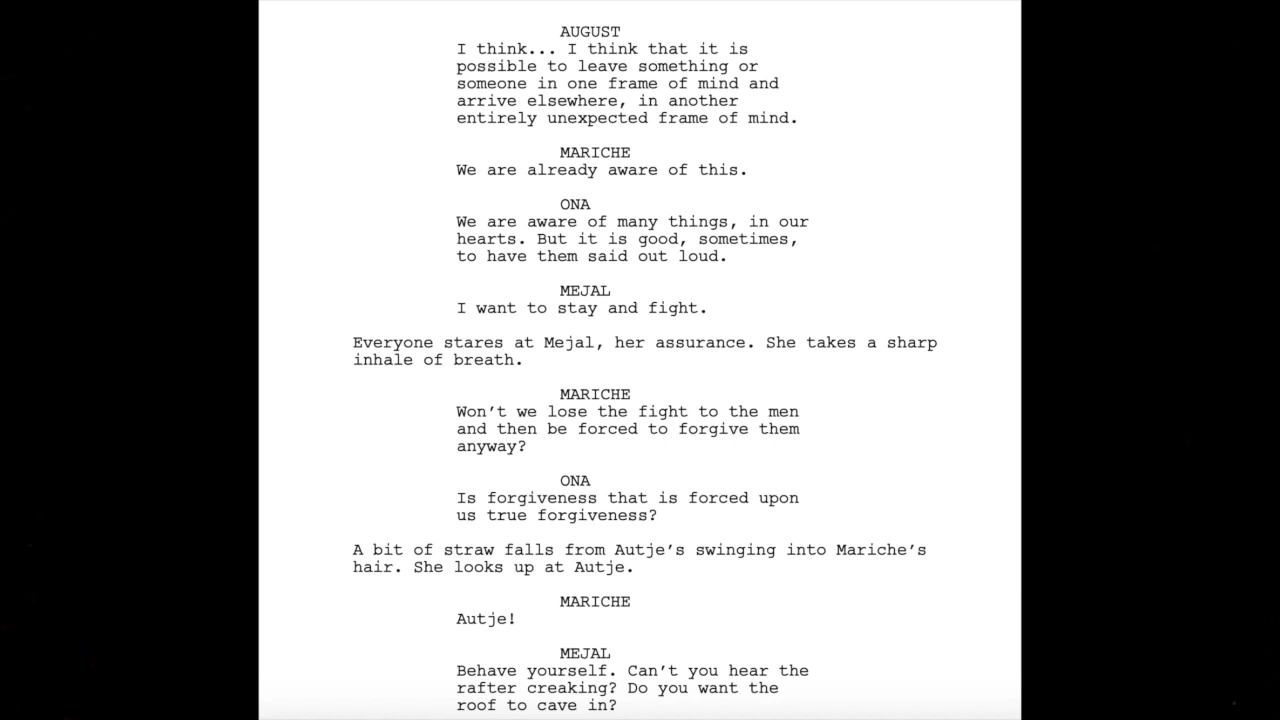 AUGUST
I think... I think that it is
possible to leave something or
someone in one frame of mind and
arrive elsewhere, in another
entirely unexpected frame of mind.
MARICHE
We are already aware of this.
ONA
We are aware of many things, in our
hearts. But it is good, sometimes,
to have them said out loud.
MEJAL
I want to stay and fight.
Everyone stares at Mejal, her assurance. She takes a sharp
inhale of breath.
MARICHE
Won’t we lose the fight to the men
and then be forced to forgive them
anyway?
ONA
Is forgiveness that is forced upon
us true forgiveness?
A bit of straw falls from Autje’s swinging into Mariche’s
hair. She looks up at Autje.
MARICHE
Autje!
MEJAL
Behave yourself. Can’t you hear the
rafter creaking? Do you want the
roof to cave in?